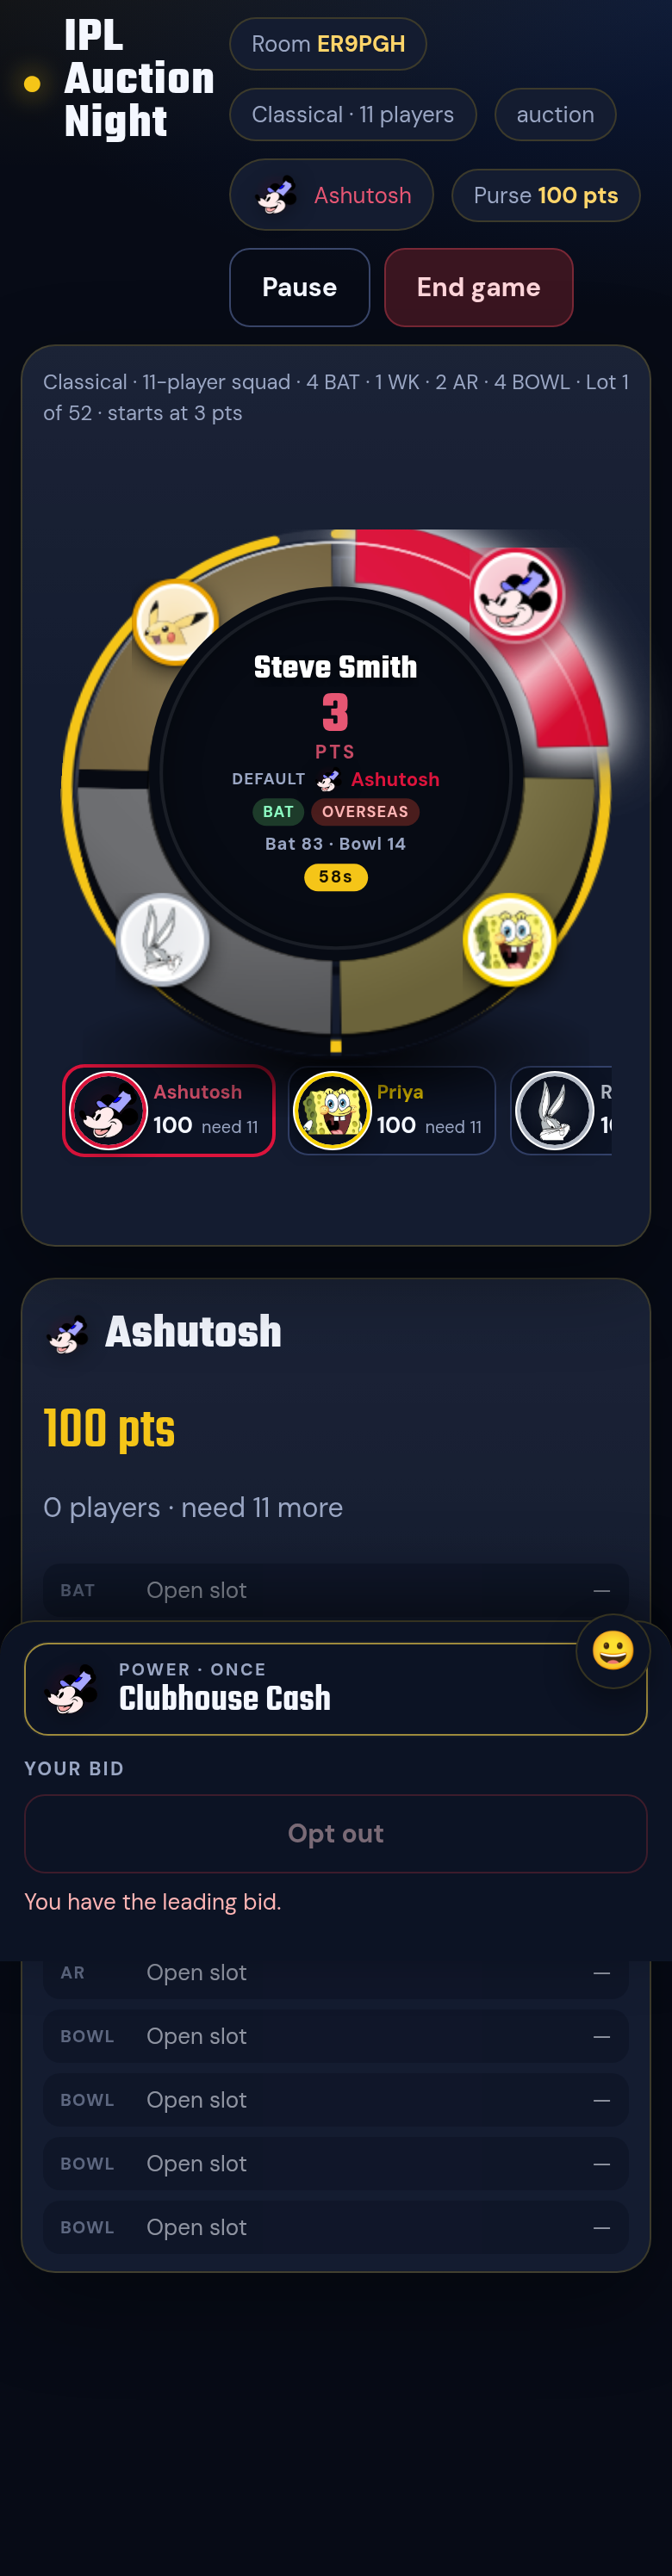 IPL
Auction
Night
Room ER9PGH
Classical · 11 players
auction
Ashutosh
Purse 100 pts
Pause
End game
Classical · 11-player squad · 4 BAT · 1 WK · 2 AR · 4 BOWL · Lot 1
of 52 · starts at 3 pts
Steve Smith
3
PTS
DEFAULT Ashutosh
BAT OVERSEAS
Bat 83 · Bowl 14
58s
Ashutosh
100 need 11
Priya
100 need 11
R
Ashutosh
100 pts
0 players · need 11 more
BAT Open slot —
POWER · ONCE
Clubhouse Cash
YOUR BID
Opt out
You have the leading bid.
AR Open slot —
BOWL Open slot —
BOWL Open slot —
BOWL Open slot —
BOWL Open slot —